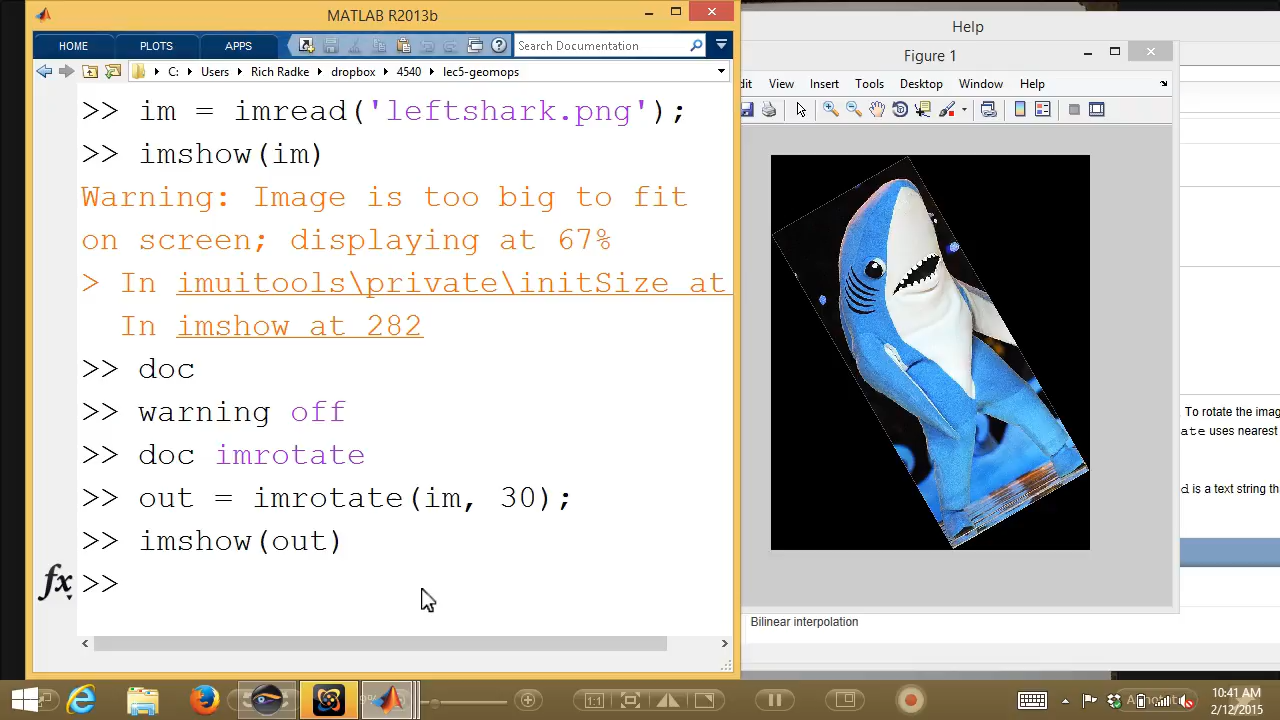 MATLAB R2013b
HOME
PLOTS
APPS
Search Documentation
C:
Users
Rich Radke
dropbox
4540
lec5-geomops
>> im = imread('leftshark.png');
>> imshow(im)
Warning: Image is too big to fit
on screen; displaying at 67%
> In imuitools\private\initSize at
In imshow at 282
>> doc
>> warning off
>> doc imrotate
>> out = imrotate(im, 30);
>> imshow(out)
fx >>
Help
Figure 1
dit View Insert Tools Desktop Window Help
To rotate the imag
ate uses nearest
d is a text string th
Bilinear interpolation
1:1
10:41 AM
2/12/2015